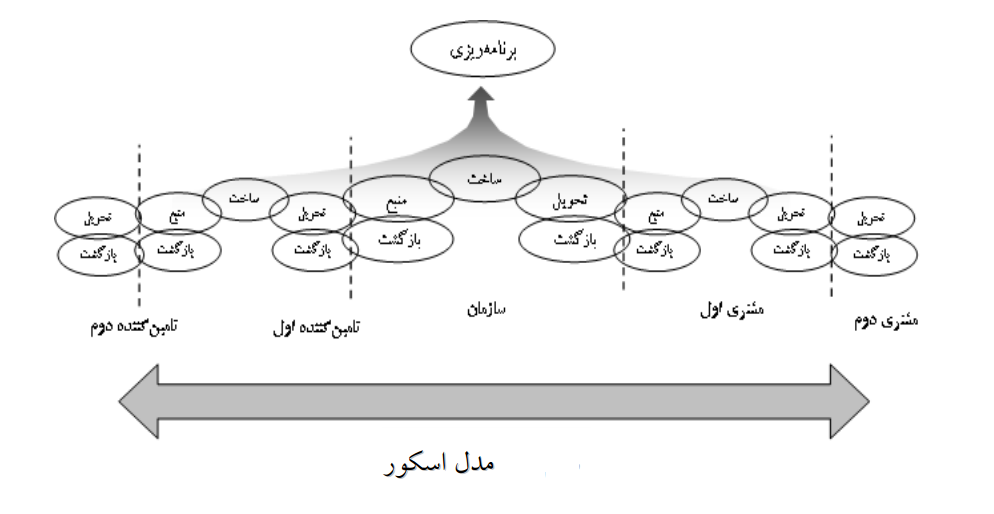 برنامه‌ریزی
ساخت
منبع
تحویل
بازگشت
بازگشت
ساخت
منبع
تحویل
تحویل
بازگشت
بازگشت
بازگشت
ساخت
منبع
تحویل
تحویل
بازگشت
بازگشت
بازگشت
تامین‌کننده دوم
تامین‌کننده اول
سازمان
مشتری اول
مشتری دوم
مدل اسکور